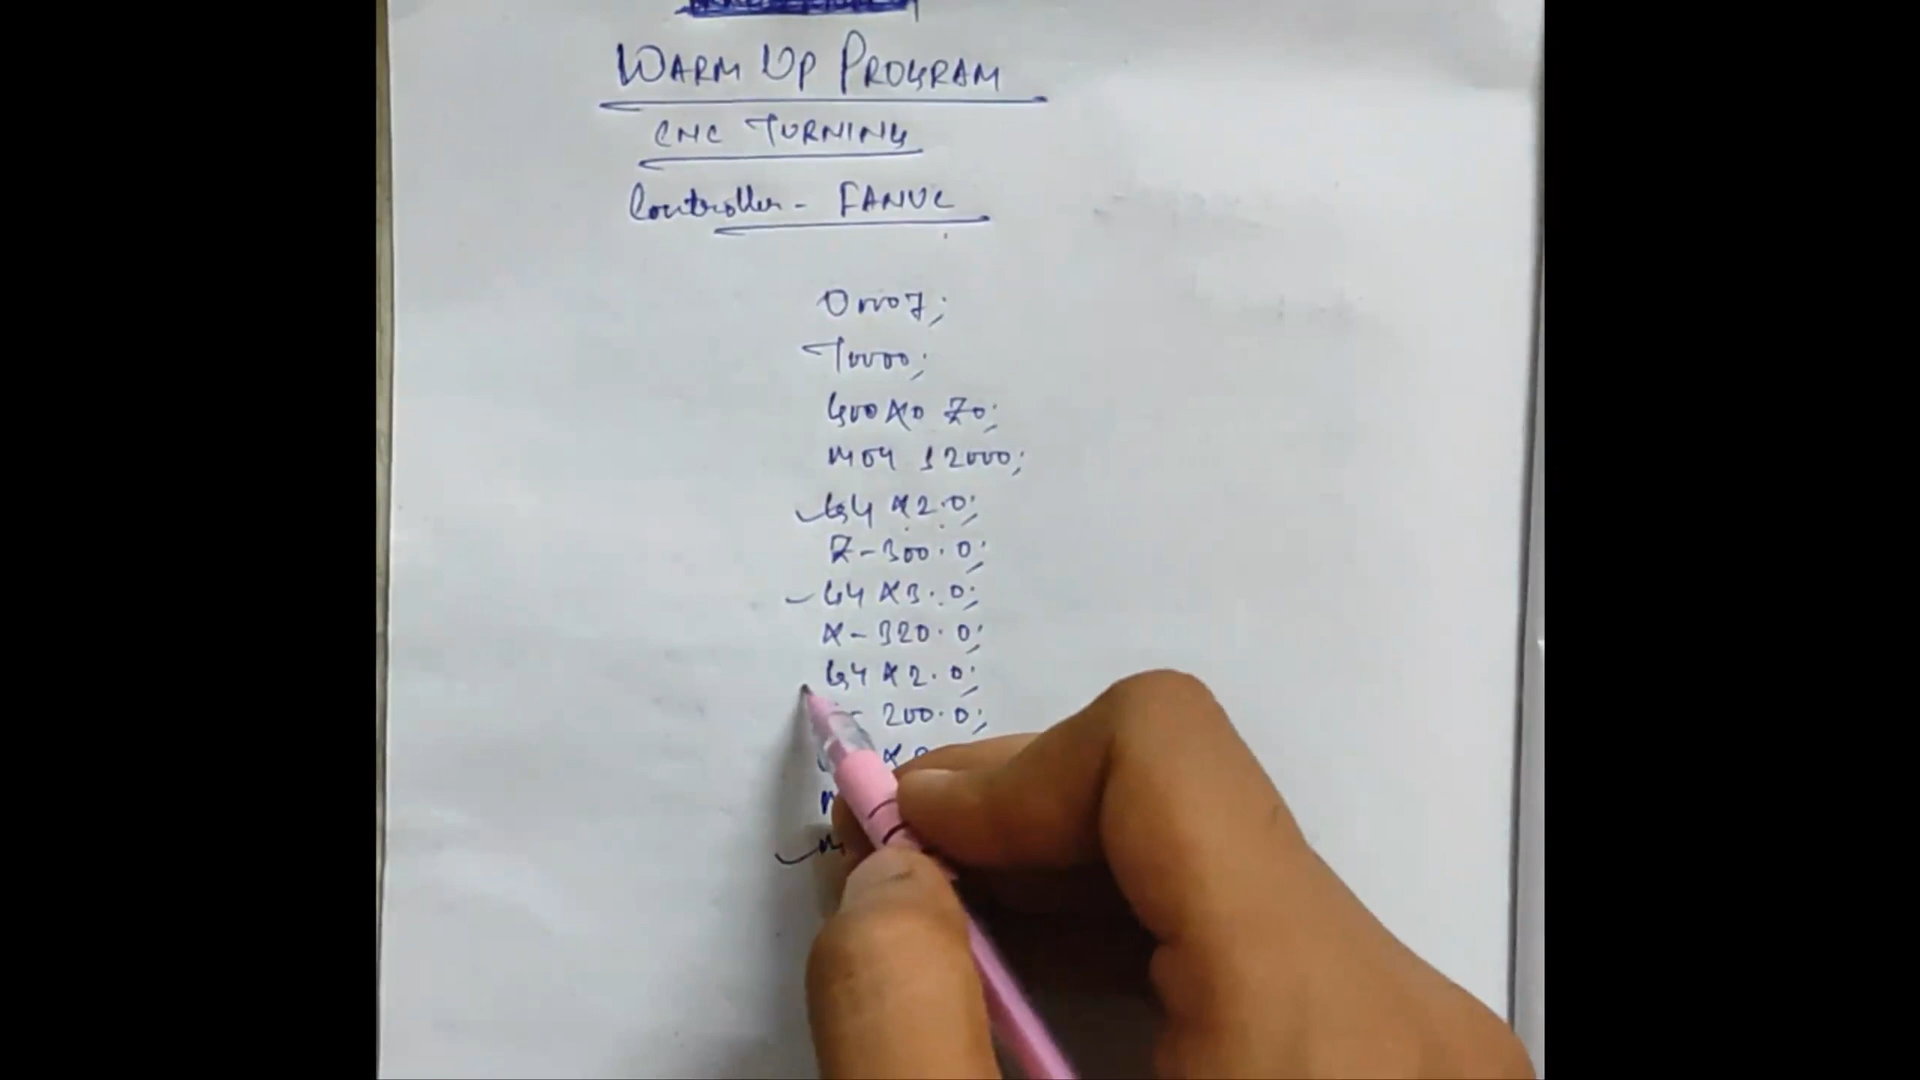 WARM UP PROGRAM
CNC TURNING
Controller - FANUC
O0007;
T0000;
G00 X0 Z0;
M04 S2000;
G4 X2.0;
Z-300.0;
G4 X3.0;
X-320.0;
G4 X2.0;
- 200.0;
X
M
M